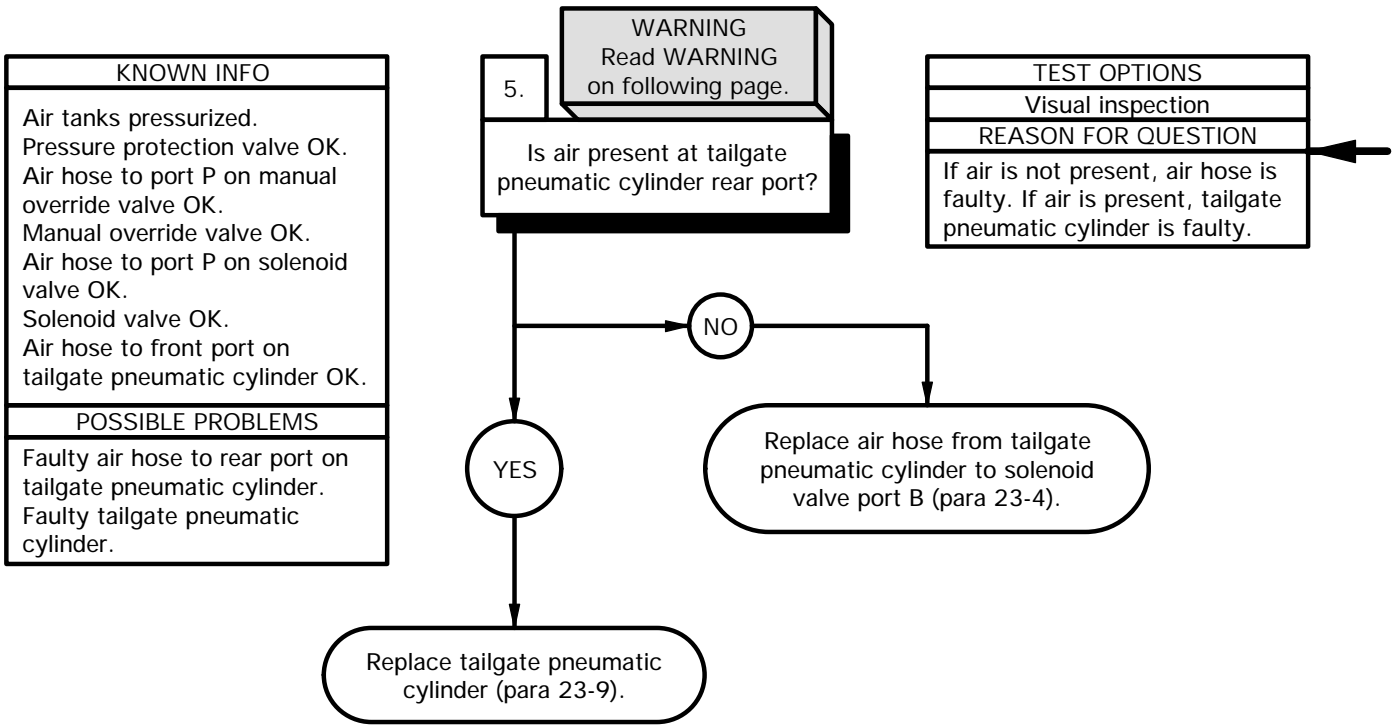 KNOWN INFO
Air tanks pressurized.
Pressure protection valve OK.
Air hose to port P on manual
override valve OK.
Manual override valve OK.
Air hose to port P on solenoid
valve OK.
Solenoid valve OK.
Air hose to front port on
tailgate pneumatic cylinder OK.
POSSIBLE PROBLEMS
Faulty air hose to rear port on
tailgate pneumatic cylinder.
Faulty tailgate pneumatic
cylinder.
WARNING
Read WARNING
on following page.
5.
Is air present at tailgate
pneumatic cylinder rear port?
TEST OPTIONS
Visual inspection
REASON FOR QUESTION
If air is not present, air hose is
faulty. If air is present, tailgate
pneumatic cylinder is faulty.
NO
YES
Replace air hose from tailgate
pneumatic cylinder to solenoid
valve port B (para 23-4).
Replace tailgate pneumatic
cylinder (para 23-9).